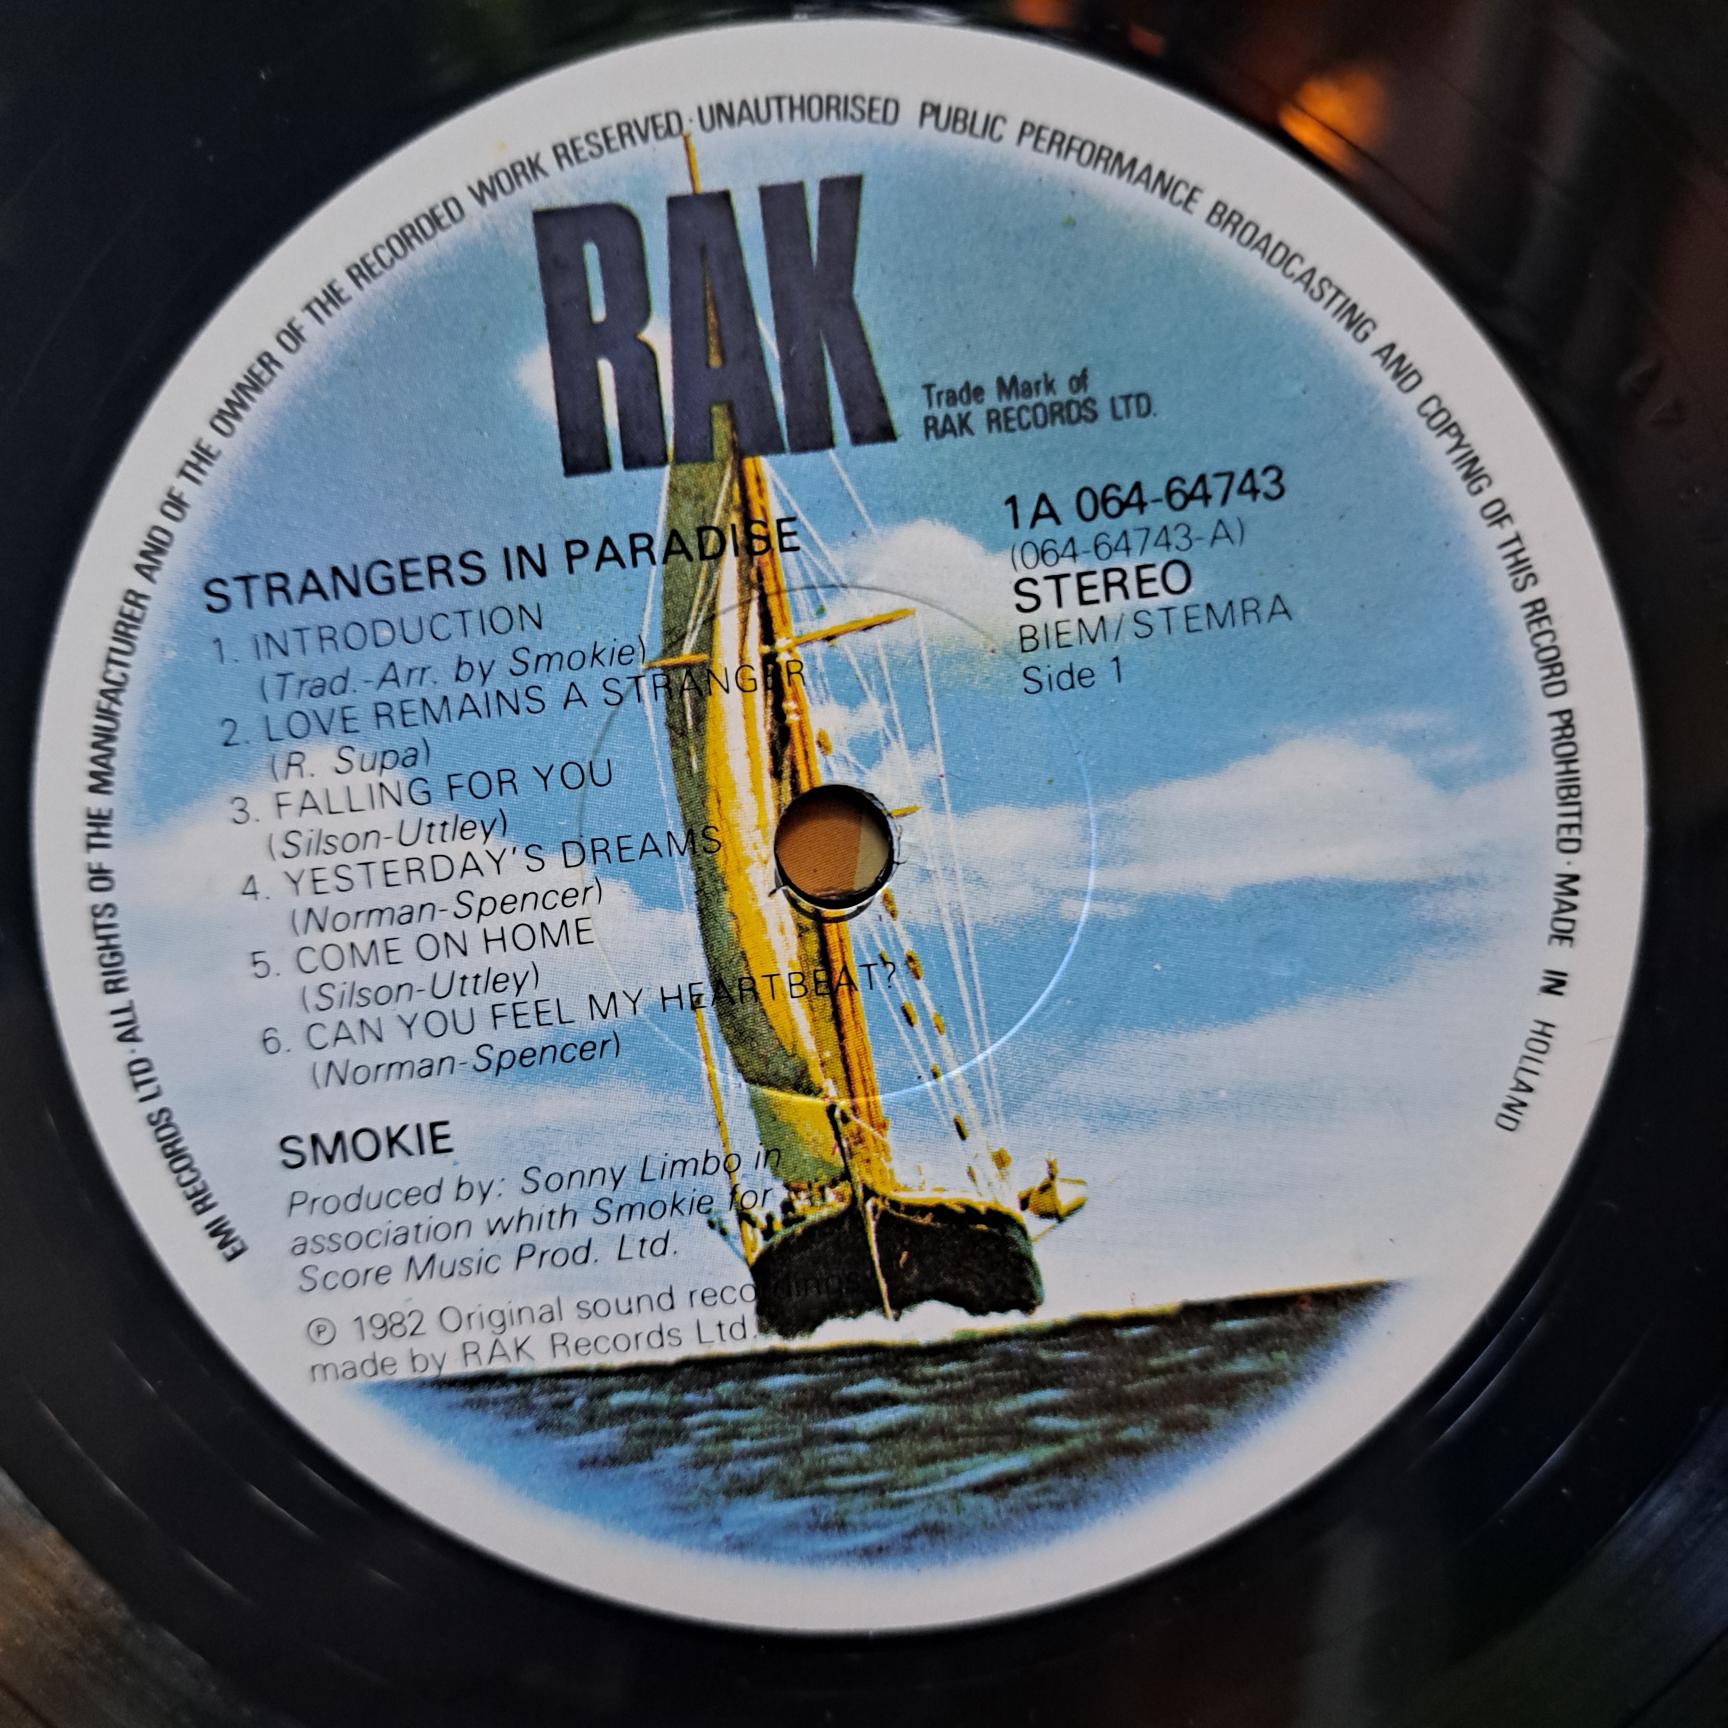 EMI RECORDS LTD·ALL RIGHTS OF THE MANUFACTURER AND OF THE OWNER OF THE RECORDED WORK RESERVED·UNAUTHORISED PUBLIC PERFORMANCE BROADCASTING AND COPYING OF THIS RECORD PROHIBITED·MADE IN HOLLAND
RAK
Trade Mark of
RAK RECORDS LTD.
1A 064-64743
(064-64743-A)
STEREO
BIEM/STEMRA
Side 1
STRANGERS IN PARADISE
1. INTRODUCTION
(Trad.-Arr. by Smokie)
2. LOVE REMAINS A STRANGER
(R. Supa)
3. FALLING FOR YOU
(Silson-Uttley)
4. YESTERDAY'S DREAMS
(Norman-Spencer)
5. COME ON HOME
(Silson-Uttley)
6. CAN YOU FEEL MY HEARTBEAT?
(Norman-Spencer)
SMOKIE
Produced by: Sonny Limbo in
association whith Smokie for
Score Music Prod. Ltd.
℗ 1982 Original sound recordings
made by RAK Records Ltd.